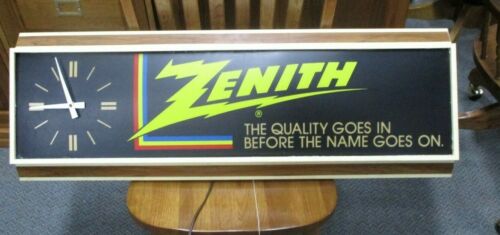 ZENITH
®
THE QUALITY GOES IN
BEFORE THE NAME GOES ON.